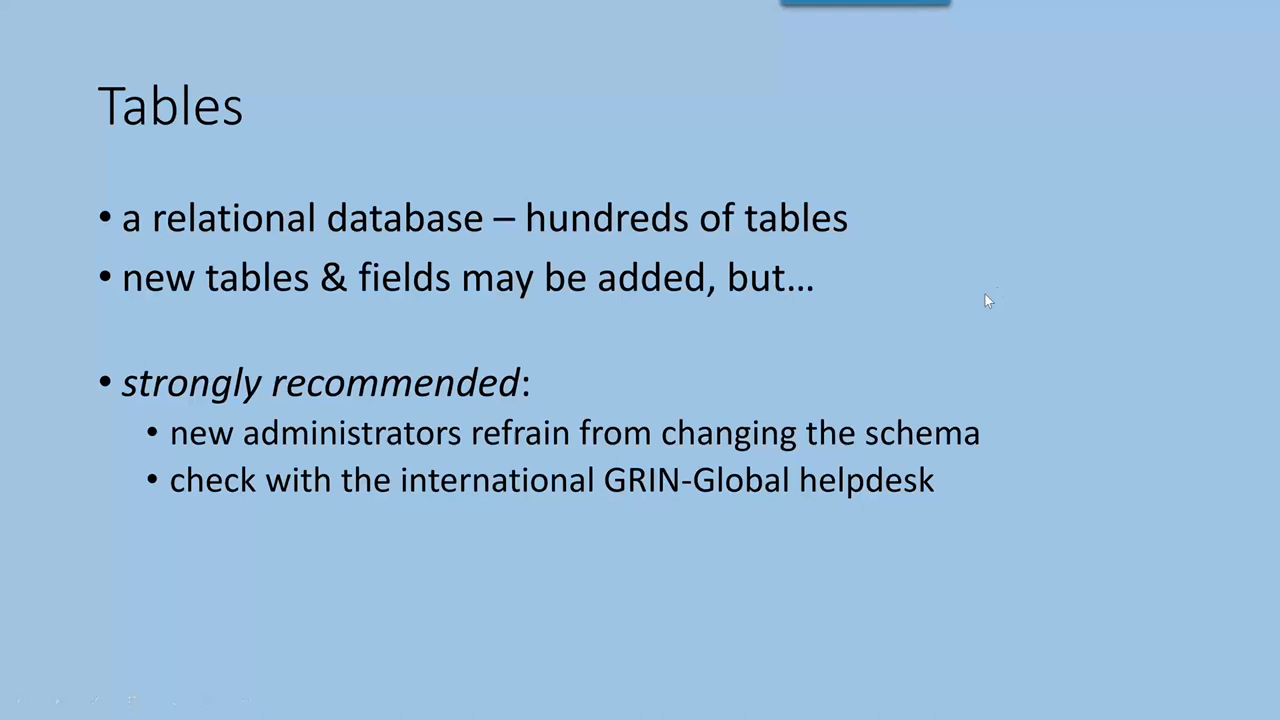 Tables
• a relational database – hundreds of tables
• new tables & fields may be added, but…
• strongly recommended:
• new administrators refrain from changing the schema
• check with the international GRIN-Global helpdesk